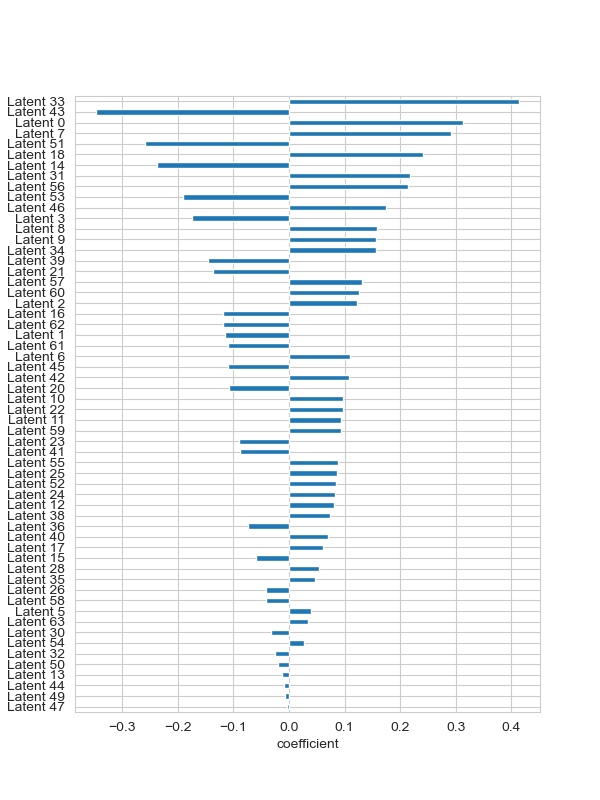 Latent 33
Latent 43
Latent 0
Latent 7
Latent 51
Latent 18
Latent 14
Latent 31
Latent 56
Latent 53
Latent 46
Latent 3
Latent 8
Latent 9
Latent 34
Latent 39
Latent 21
Latent 57
Latent 60
Latent 2
Latent 16
Latent 62
Latent 1
Latent 61
Latent 6
Latent 45
Latent 42
Latent 20
Latent 10
Latent 22
Latent 11
Latent 59
Latent 23
Latent 41
Latent 55
Latent 25
Latent 52
Latent 24
Latent 12
Latent 38
Latent 36
Latent 40
Latent 17
Latent 15
Latent 28
Latent 35
Latent 26
Latent 58
Latent 5
Latent 63
Latent 30
Latent 54
Latent 32
Latent 50
Latent 13
Latent 44
Latent 49
Latent 47
−0.3 −0.2 −0.1 0.0 0.1 0.2 0.3 0.4
coefficient